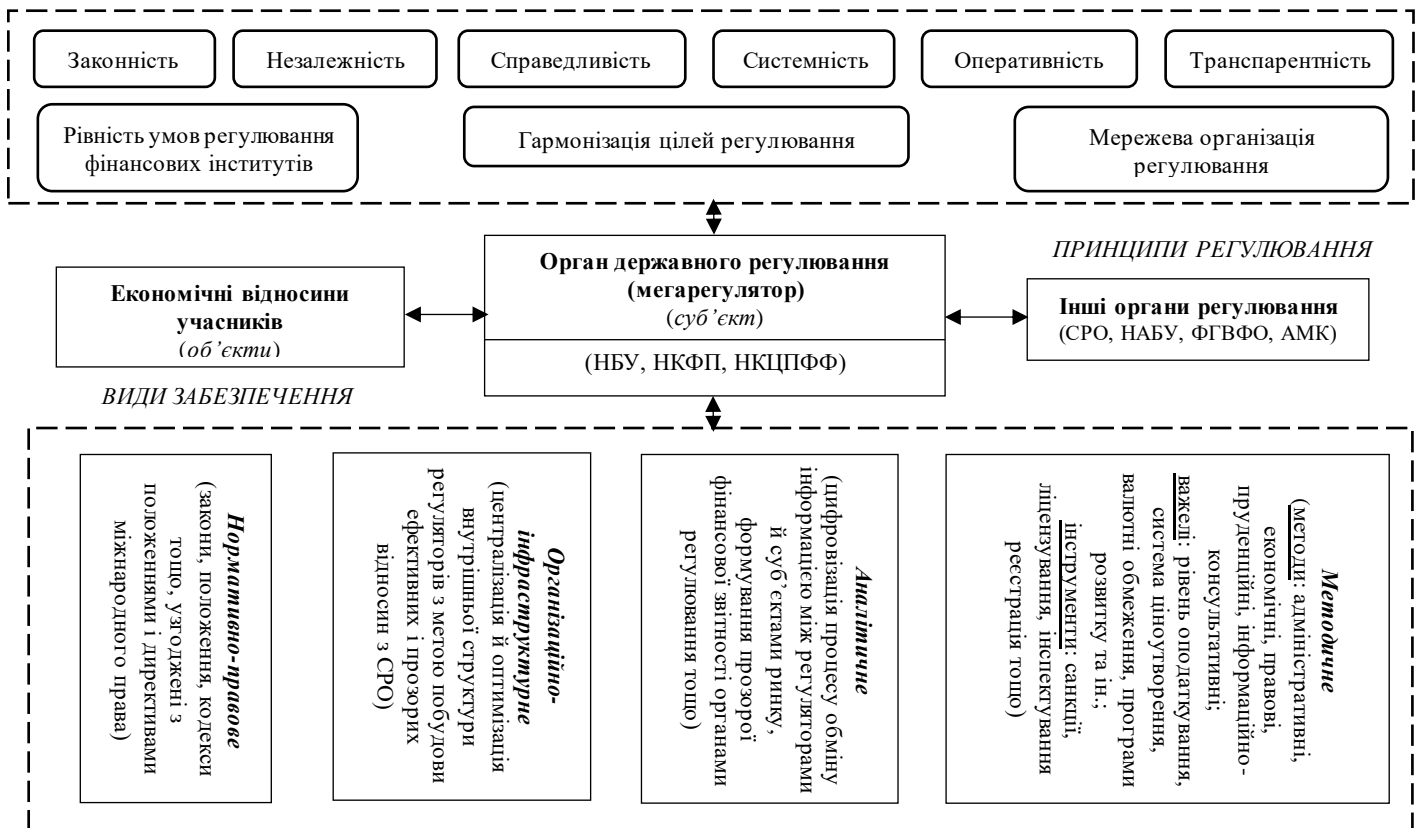 Законність
Незалежність
Справедливість
Системність
Оперативність
Транспарентність
Рівність умов регулювання
фінансових інститутів
Гармонізація цілей регулювання
Мережева організація
регулювання
ПРИНЦИПИ РЕГУЛЮВАННЯ
Економічні відносини
учасників
(об’єкти)
Орган державного регулювання
(мегарегулятор)
(суб’єкт)
(НБУ, НКФП, НКЦПФФ)
Інші органи регулювання
(СРО, НАБУ, ФГВФО, АМК)
ВИДИ ЗАБЕЗПЕЧЕННЯ
Нормативно-правове
(закони, положення, кодекси
тощо, узгоджені з
положеннями і директивами
міжнародного права)
Організаційно-
інфраструктурне
(централізація й оптимізація
внутрішньої структури
регуляторів з метою побудови
ефективних і прозорих
відносин з СРО)
Аналітичне
(цифровізація процесу обміну
інформацією між регуляторами
й суб’єктами ринку,
формування прозорої
фінансової звітності органами
регулювання тощо)
Методичне
(методи: адміністративні,
економічні, правові,
пруденційні, інформаційно-
консультативні;
важелі: рівень оподаткування,
система ціноутворення,
валютні обмеження, програми
розвитку та ін.;
інструменти: санкції,
ліцензування, інспектування
реєстрація тощо)